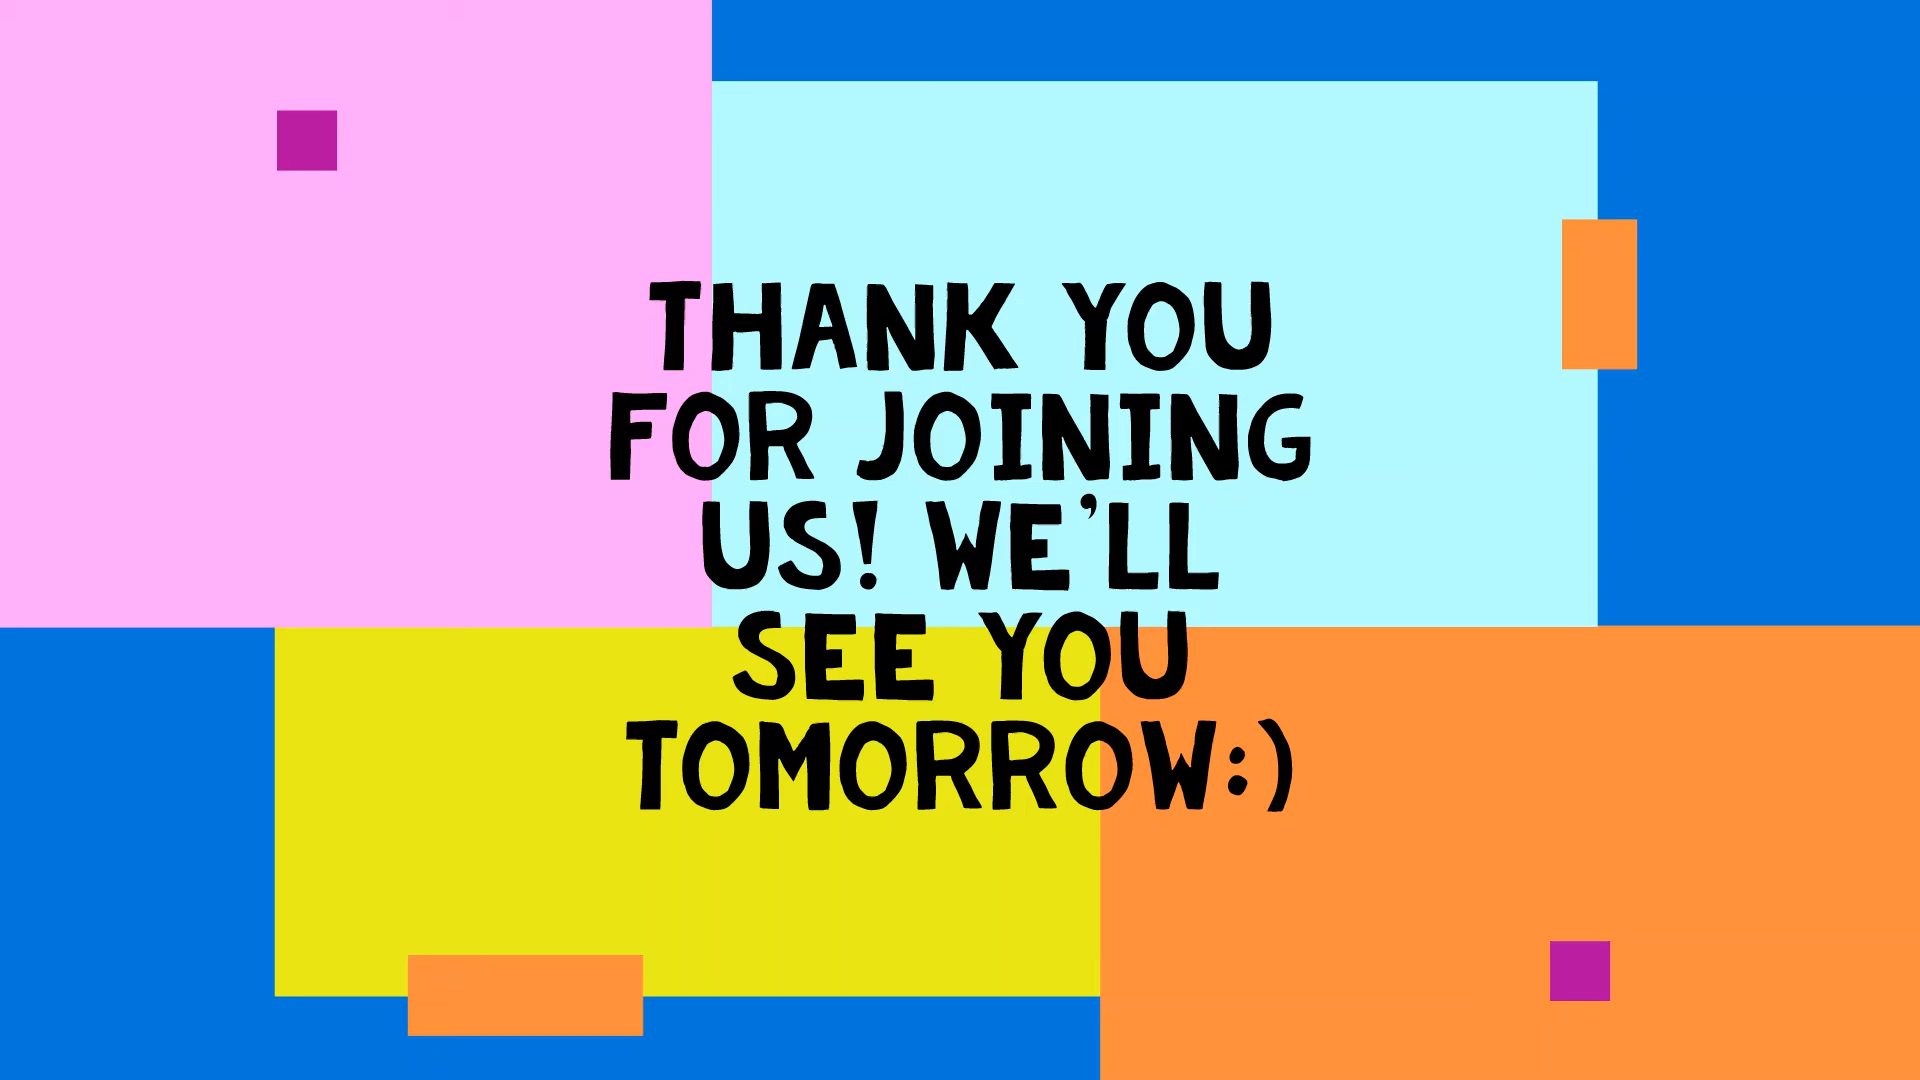 THANK YOU
FOR JOINING
US! WE'LL
SEE YOU
TOMORROW:)